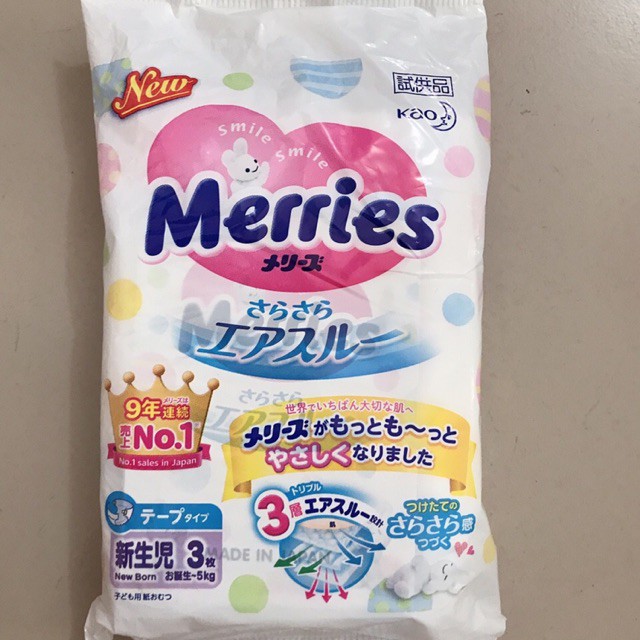 New
試供品
Kao
Smile Smile
Merries
メリーズ
さらさら
エアスルー
メリーズは
9年連続
売上No.1
No.1 sales in Japan
世界でいちばん大切な肌へ
メリーズがもっとも〜っと
やさしくなりました
トリプル
3層エアスルー設計
肌
つけたての
さらさら感
つづく
テープタイプ
新生児 3枚
New Born お誕生~5kg
MADE IN JAPAN
子ども用紙おむつ